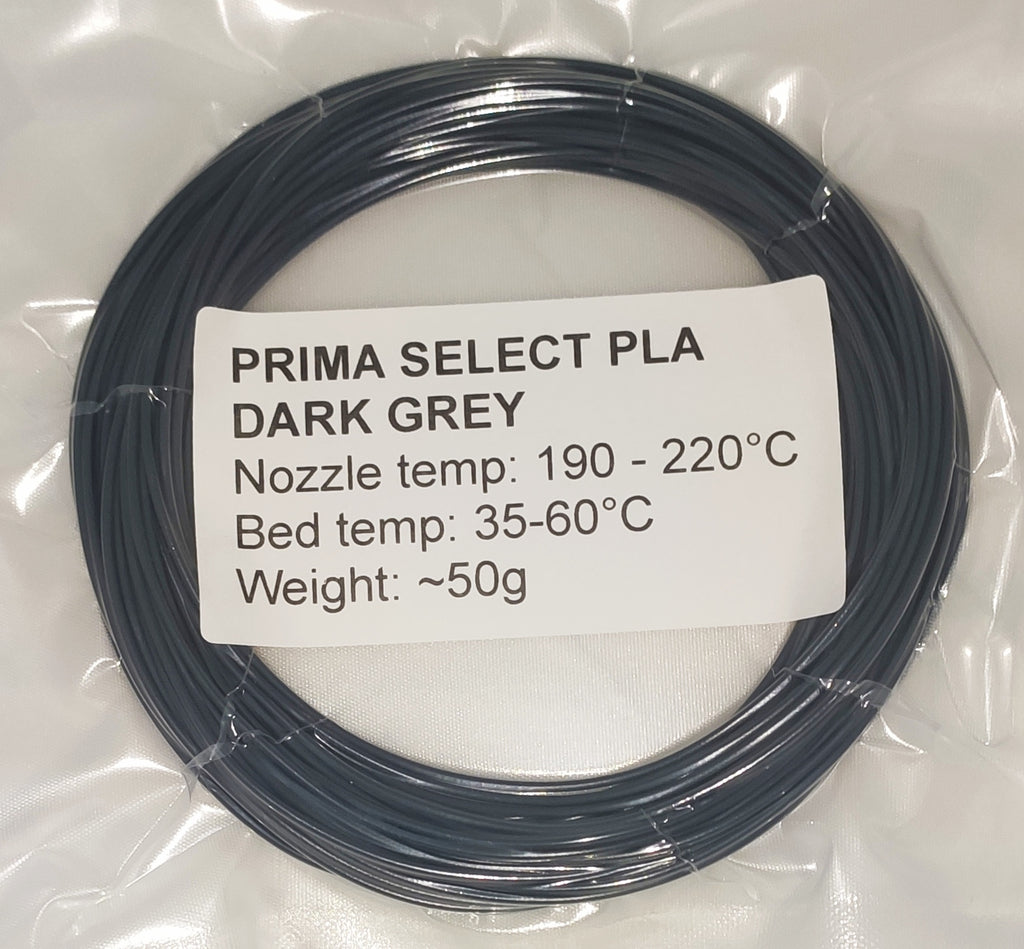 PRIMA SELECT PLA
DARK GREY
Nozzle temp: 190 - 220°C
Bed temp: 35-60°C
Weight: ~50g